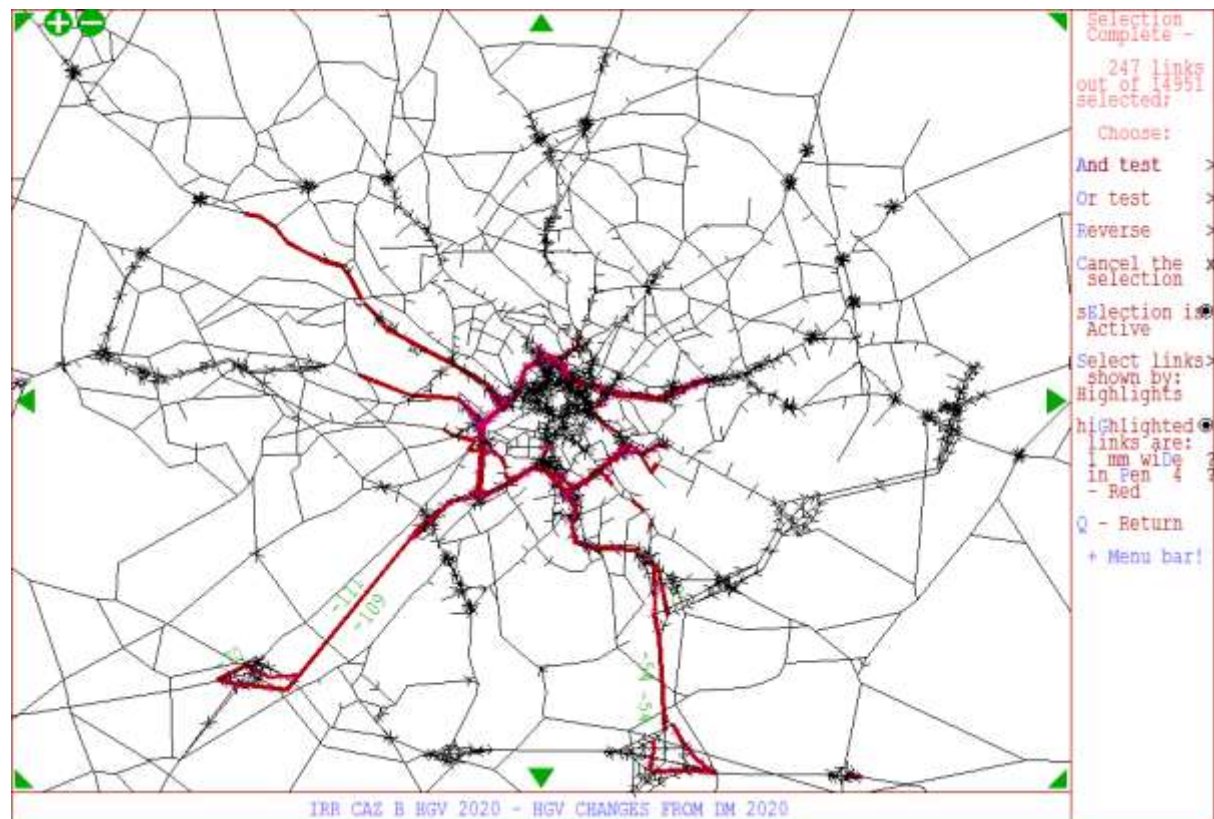 Selection
Complete -
247 links
out of 14951
selected:
Choose:
And test >
Or test >
Reverse >
Cancel the x
selection
sElection is
Active
Select links>
shown by:
Highlights
hiGhlighted
links are:
1 mm wiDe ?
in Pen 4 ?
- Red
Q - Return
+ Menu bar!
-111
-109
-54 -54
IRR CAZ B HGV 2020 - HGV CHANGES FROM DM 2020